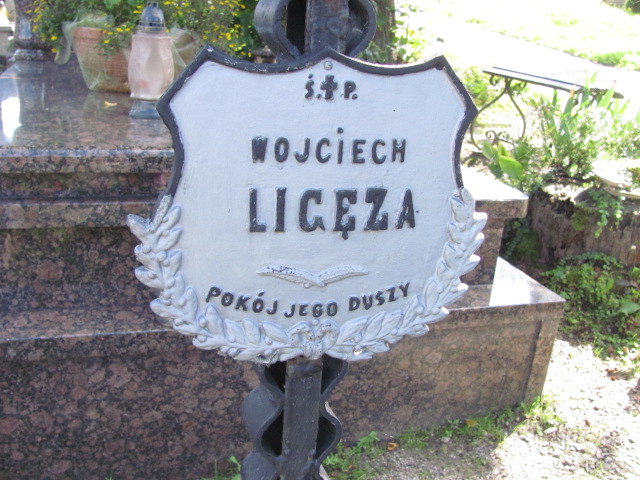 Ś.✝P.
WOJCIECH
LIGĘZA
POKÓJ JEGO DUSZY